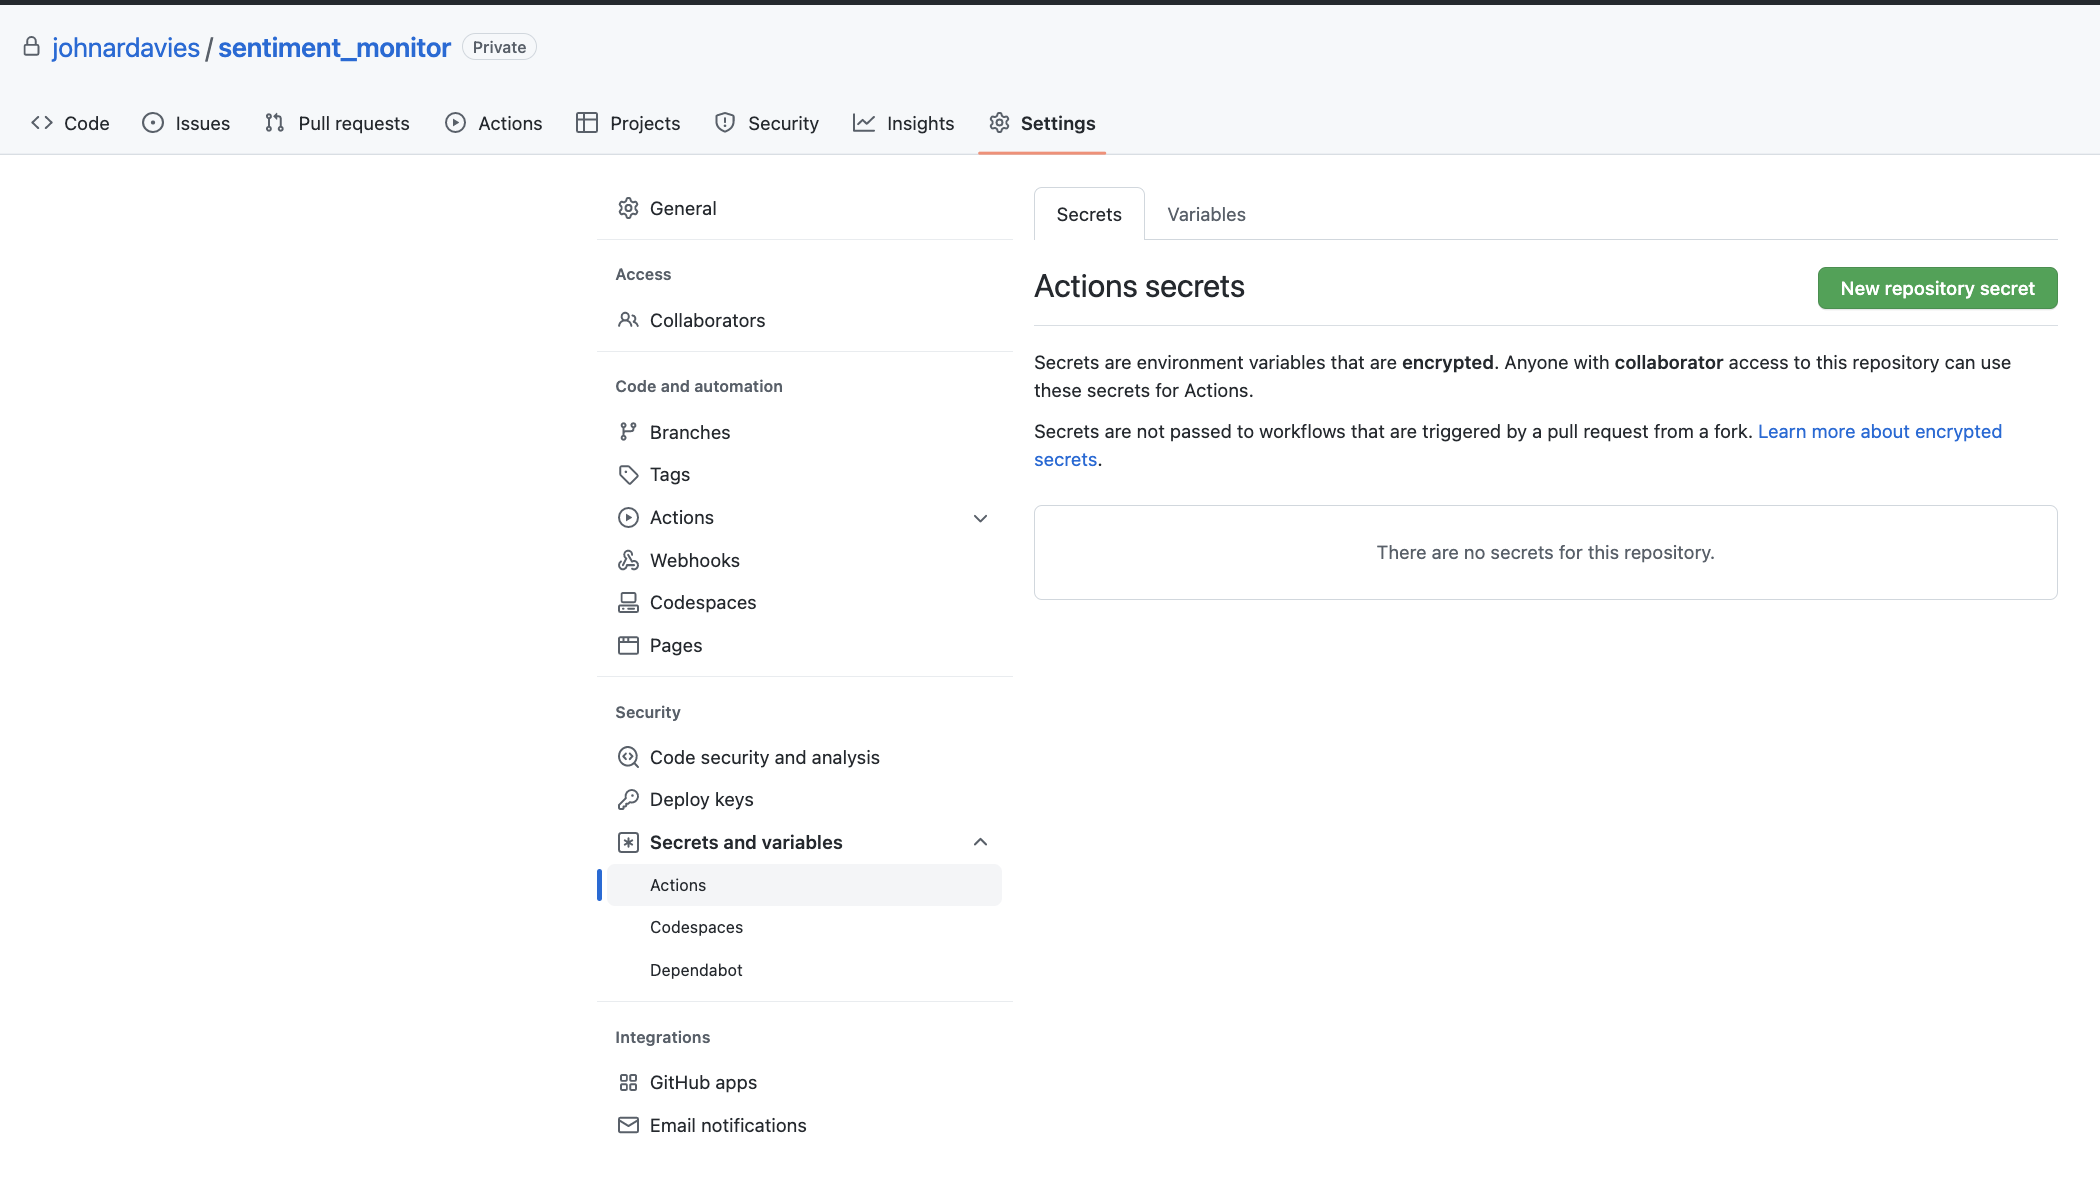 johnardavies / sentiment_monitor Private
Code Issues Pull requests Actions Projects Security Insights Settings
General
Access
Collaborators
Code and automation
Branches
Tags
Actions
Webhooks
Codespaces
Pages
Security
Code security and analysis
Deploy keys
Secrets and variables
Actions
Codespaces
Dependabot
Integrations
GitHub apps
Email notifications
Secrets Variables
Actions secrets
New repository secret
Secrets are environment variables that are encrypted. Anyone with collaborator access to this repository can use
these secrets for Actions.
Secrets are not passed to workflows that are triggered by a pull request from a fork. Learn more about encrypted
secrets.
There are no secrets for this repository.